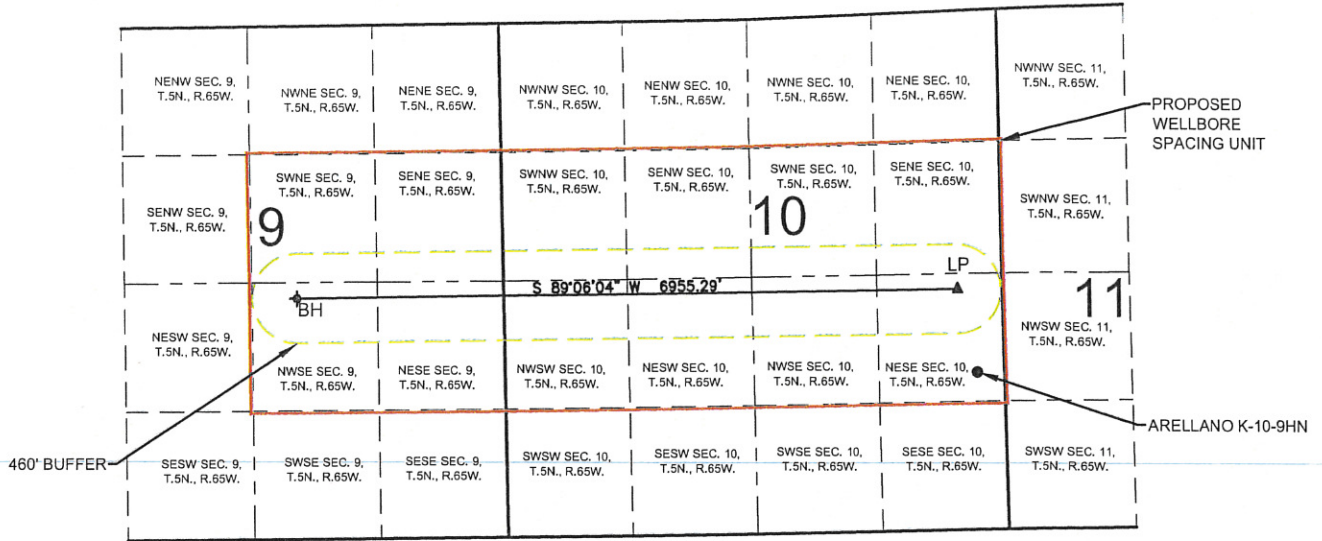 NENW SEC. 9,
T.5N., R.65W.
NWNE SEC. 9,
T.5N., R.65W.
NENE SEC. 9,
T.5N., R.65W.
NWNW SEC. 10,
T.5N., R.65W.
NENW SEC. 10,
T.5N., R.65W.
NWNE SEC. 10,
T.5N., R.65W.
NENE SEC. 10,
T.5N., R.65W.
NWNW SEC. 11,
T.5N., R.65W.
PROPOSED
WELLBORE
SPACING UNIT
SENW SEC. 9,
T.5N., R.65W.
SWNE SEC. 9,
T.5N., R.65W.
SENE SEC. 9,
T.5N., R.65W.
SWNW SEC. 10,
T.5N., R.65W.
SENW SEC. 10,
T.5N., R.65W.
SWNE SEC. 10,
T.5N., R.65W.
SENE SEC. 10,
T.5N., R.65W.
SWNW SEC. 11,
T.5N., R.65W.
9
10
11
LP
S 89°06'04" W 6955.29'
BH
NESW SEC. 9,
T.5N., R.65W.
NWSE SEC. 9,
T.5N., R.65W.
NESE SEC. 9,
T.5N., R.65W.
NWSW SEC. 10,
T.5N., R.65W.
NESW SEC. 10,
T.5N., R.65W.
NWSE SEC. 10,
T.5N., R.65W.
NESE SEC. 10,
T.5N., R.65W.
NWSW SEC. 11,
T.5N., R.65W.
ARELLANO K-10-9HN
460' BUFFER
SESW SEC. 9,
T.5N., R.65W.
SWSE SEC. 9,
T.5N., R.65W.
SESE SEC. 9,
T.5N., R.65W.
SWSW SEC. 10,
T.5N., R.65W.
SESW SEC. 10,
T.5N., R.65W.
SWSE SEC. 10,
T.5N., R.65W.
SESE SEC. 10,
T.5N., R.65W.
SWSW SEC. 11,
T.5N., R.65W.